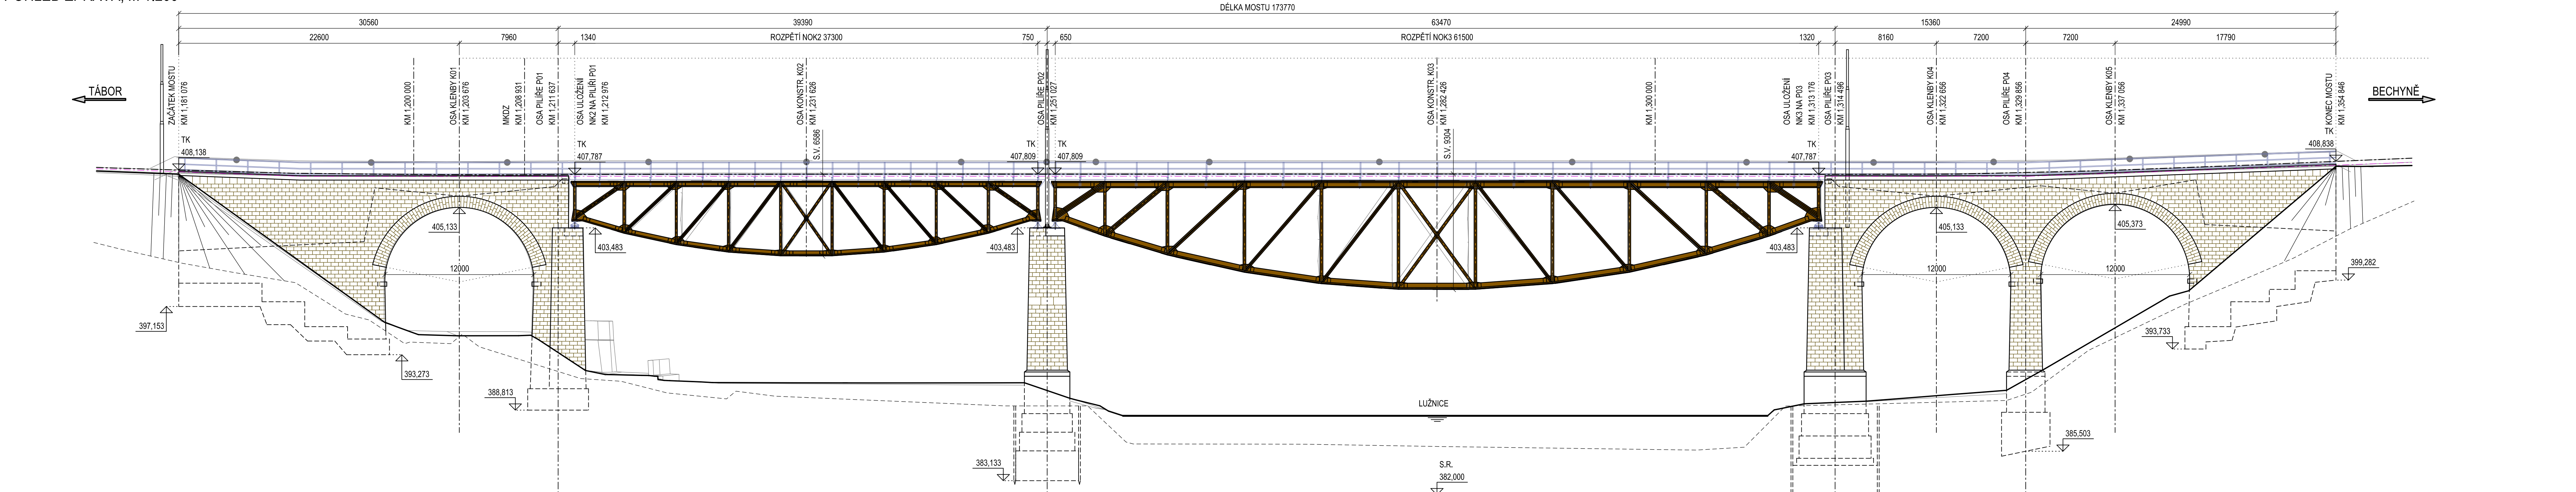 DÉLKA MOSTU 173770
30560
39390
63470
15360
24990
22600
7960
1340
ROZPĚTÍ NOK2 37300
750
650
ROZPĚTÍ NOK3 61500
1320
8160
7200
7200
17790
TÁBOR
ZAČÁTEK MOSTU
KM 1,181 076
KM 1,200 000
OSA KLENBY K01
KM 1,203 676
MKDZ
KM 1,208 931
OSA PILÍŘE P01
KM 1,211 637
OSA ULOŽENÍ
NK2 NA PILÍŘI P01
KM 1,212 976
OSA KONSTR. K02
KM 1,231 626
S.V. 6586
OSA PILÍŘE P02
KM 1,251 027
OSA KONSTR. K03
KM 1,282 426
S.V. 9304
KM 1,300 000
OSA ULOŽENÍ
NK3 NA P03
KM 1,313 176
OSA PILÍŘE P03
KM 1,314 496
OSA KLENBY K04
KM 1,322 656
OSA PILÍŘE P04
KM 1,329 856
OSA KLENBY K05
KM 1,337 056
KONEC MOSTU
KM 1,354 846
BECHYNĚ
TK
408,138
TK
407,787
TK
407,809
TK
407,809
TK
407,787
TK
408,838
405,133
403,483
403,483
403,483
405,133
405,373
12000
12000
12000
399,282
397,153
393,273
388,813
393,733
LUŽNICE
383,133
385,503
S.R.
382,000